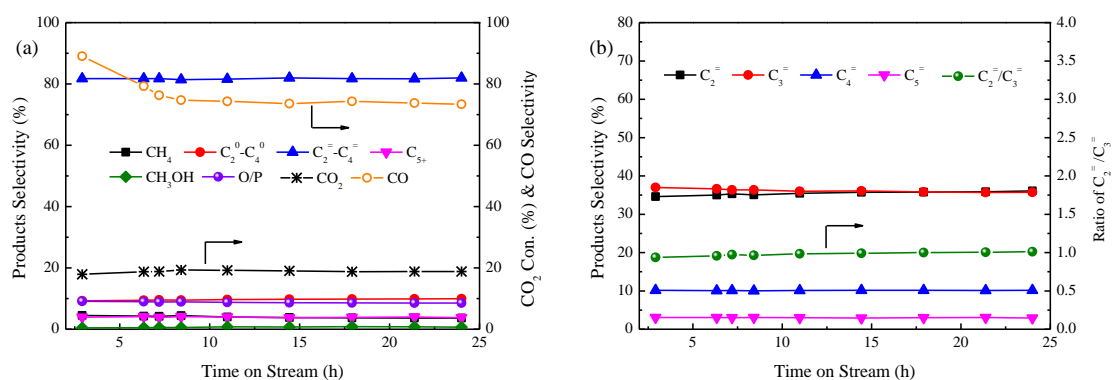 (a)
100
80
60
40
20
0
Products Selectivity (%)
100
80
60
40
20
0
CO₂ Con. (%) & CO Selectivity
CH₄ C₂⁰-C₄⁰ C₂⁼-C₄⁼ C₅₊
CH₃OH O/P CO₂ CO
5 10 15 20 25
Time on Stream (h)
(b)
80
70
60
50
40
30
20
10
0
Products Selectivity (%)
4.0
3.5
3.0
2.5
2.0
1.5
1.0
0.5
0.0
Ratio of C₂⁼/C₃⁼
C₂⁼ C₃⁼ C₄⁼ C₅⁼ C₂⁼/C₃⁼
5 10 15 20 25
Time on Stream (h)